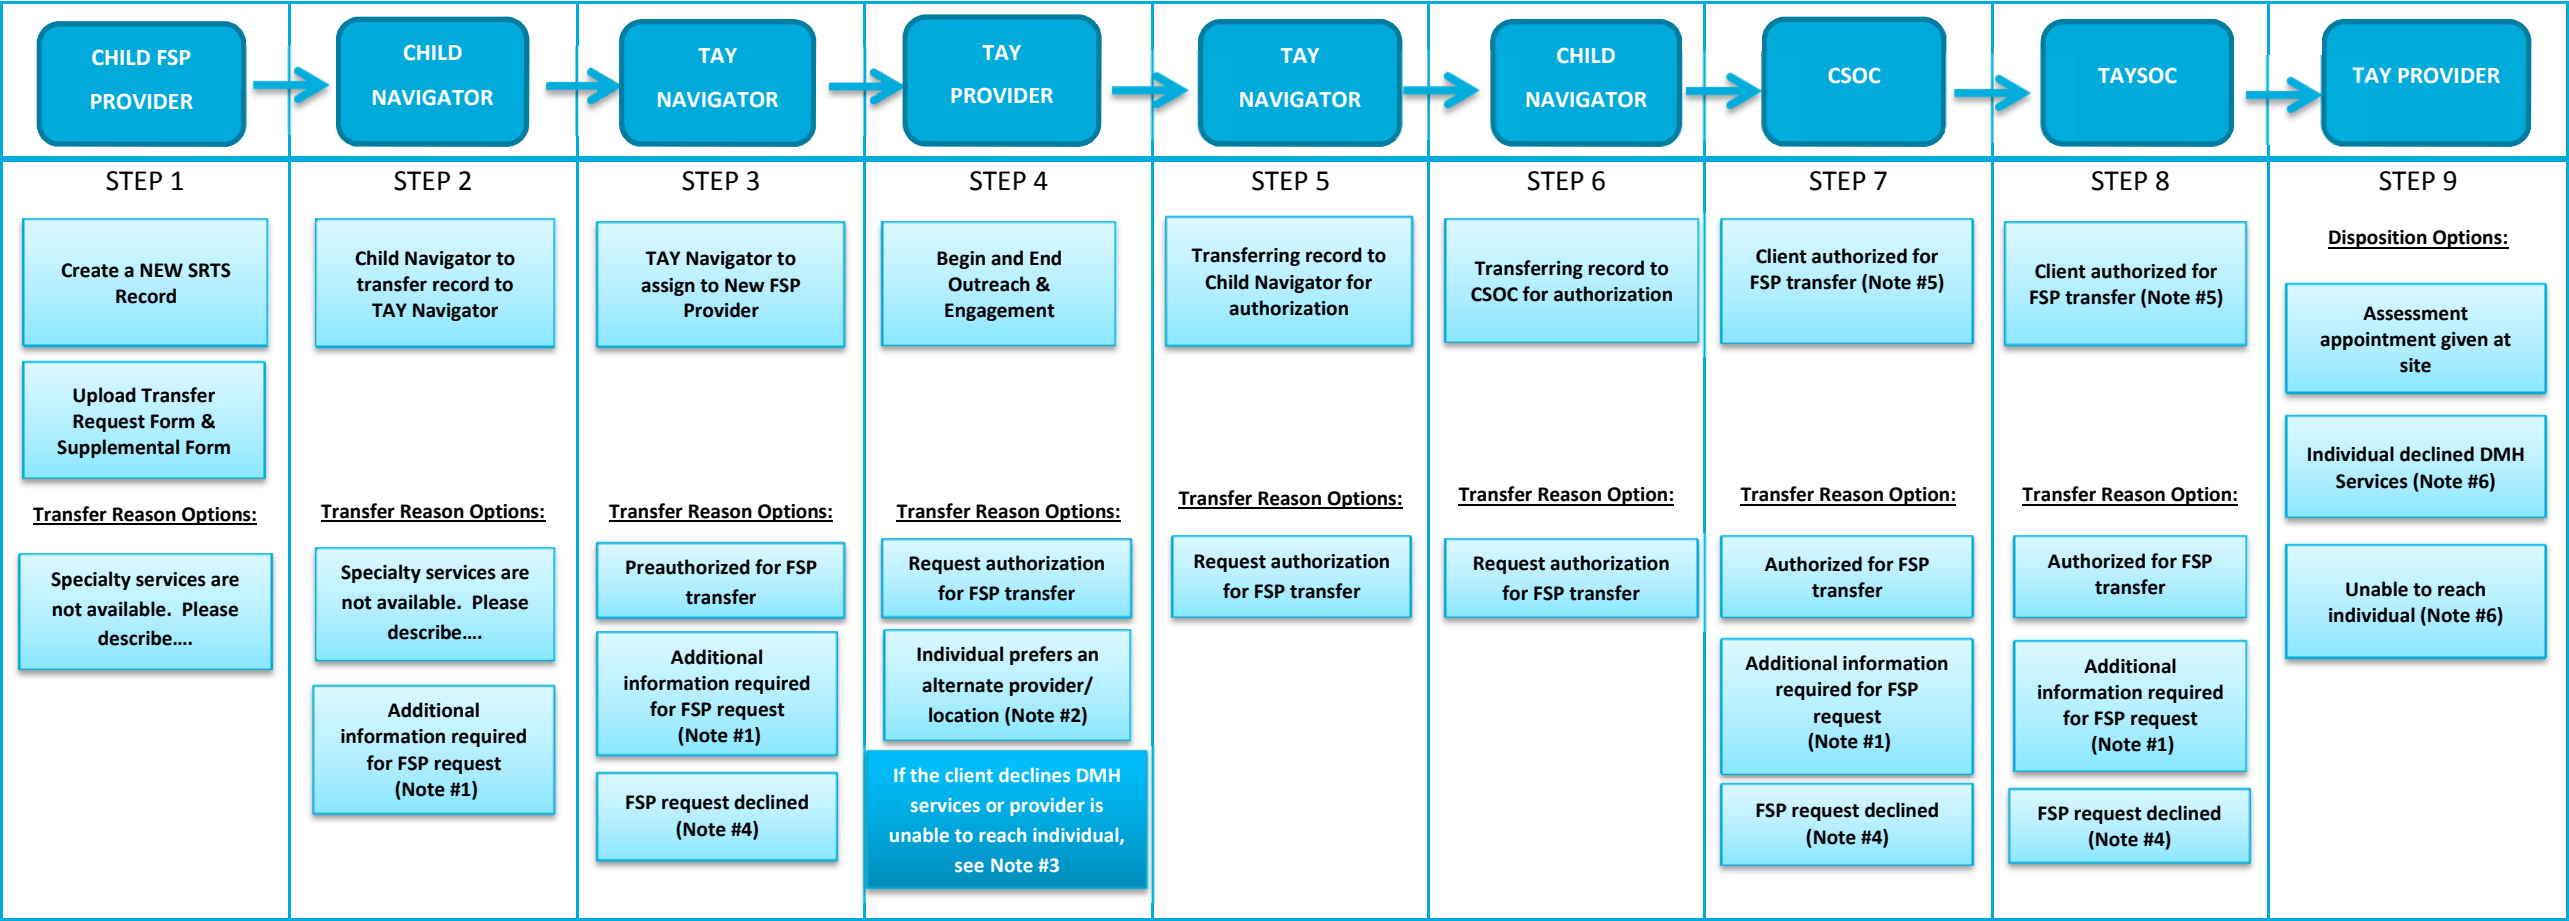 CHILD FSP
PROVIDER
CHILD
NAVIGATOR
TAY
NAVIGATOR
TAY
PROVIDER
TAY
NAVIGATOR
CHILD
NAVIGATOR
CSOC
TAYSOC
TAY PROVIDER
STEP 1
Create a NEW SRTS
Record
Upload Transfer
Request Form &
Supplemental Form
Transfer Reason Options:
Specialty services are
not available.  Please
describe....
STEP 2
Child Navigator to
transfer record to
TAY Navigator
Transfer Reason Options:
Specialty services are
not available.  Please
describe....
Additional
information required
for FSP request
(Note #1)
STEP 3
TAY Navigator to
assign to New FSP
Provider
Transfer Reason Options:
Preauthorized for FSP
transfer
Additional
information required
for FSP request
(Note #1)
FSP request declined
(Note #4)
STEP 4
Begin and End
Outreach &
Engagement
Transfer Reason Options:
Request authorization
for FSP transfer
Individual prefers an
alternate provider/
location (Note #2)
If the client declines DMH
services or provider is
unable to reach individual,
see Note #3
STEP 5
Transferring record to
Child Navigator for
authorization
Transfer Reason Options:
Request authorization
for FSP transfer
STEP 6
Transferring record to
CSOC for authorization
Transfer Reason Option:
Request authorization
for FSP transfer
STEP 7
Client authorized for
FSP transfer (Note #5)
Transfer Reason Option:
Authorized for FSP
transfer
Additional information
required for FSP
request
(Note #1)
FSP request declined
(Note #4)
STEP 8
Client authorized for
FSP transfer (Note #5)
Transfer Reason Option:
Authorized for FSP
transfer
Additional
information required
for FSP request
(Note #1)
FSP request declined
(Note #4)
STEP 9
Disposition Options:
Assessment
appointment given at
site
Individual declined DMH
Services (Note #6)
Unable to reach
individual (Note #6)